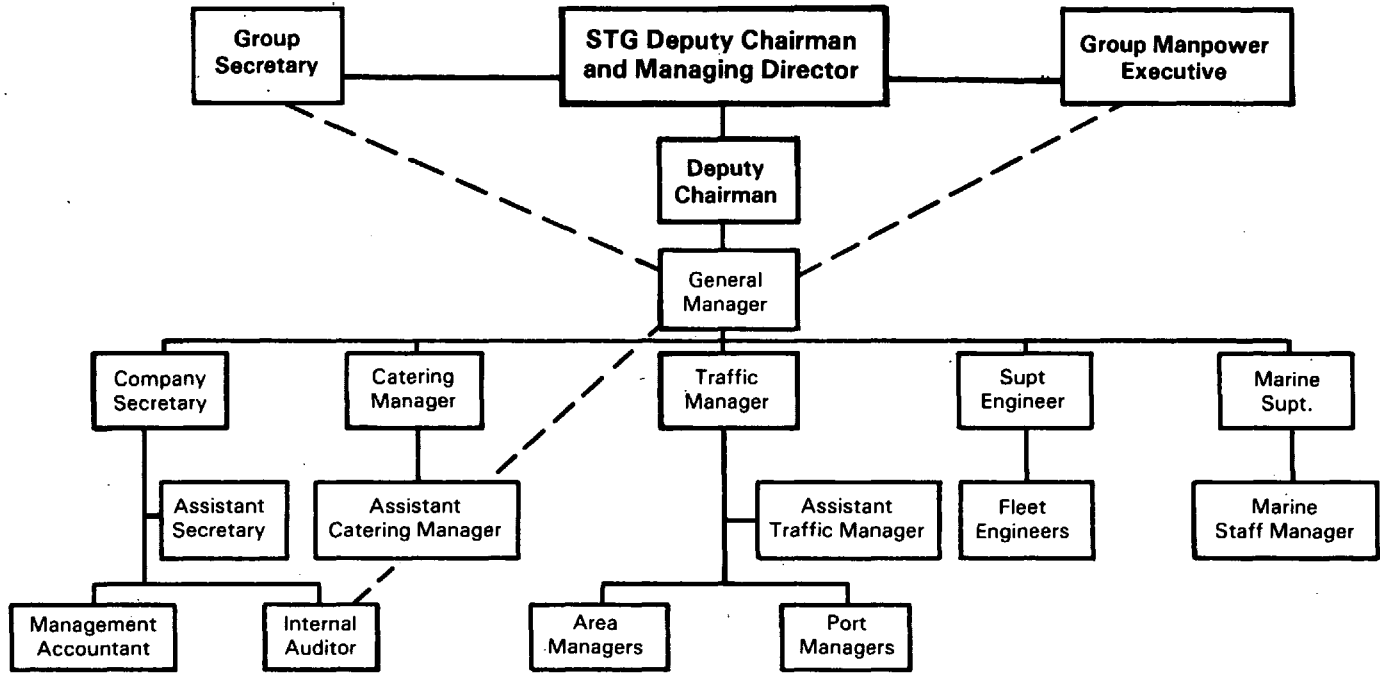 Group
Secretary
STG Deputy Chairman
and Managing Director
Group Manpower
Executive
Deputy
Chairman
General
Manager
Company
Secretary
Catering
Manager
Traffic
Manager
Supt
Engineer
Marine
Supt.
Assistant
Secretary
Assistant
Catering Manager
Assistant
Traffic Manager
Fleet
Engineers
Marine
Staff Manager
Management
Accountant
Internal
Auditor
Area
Managers
Port
Managers